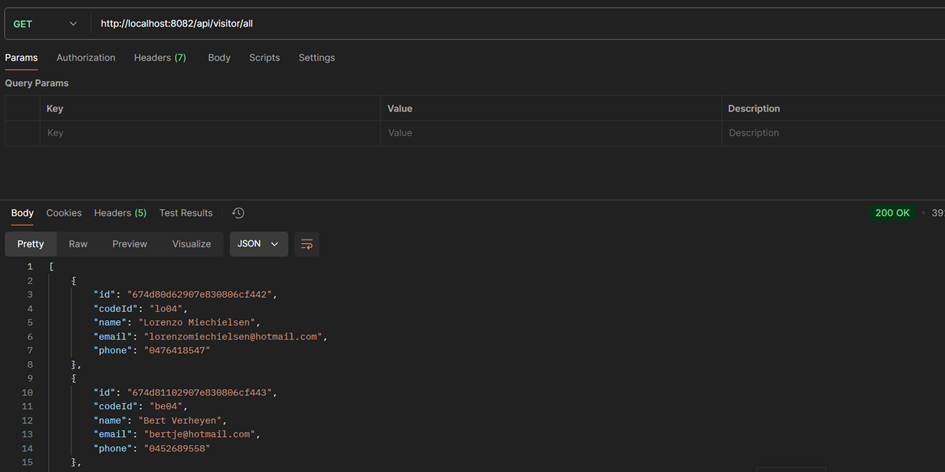 GET http://localhost:8082/api/visitor/all
Params Authorization Headers (7) Body Scripts Settings
Query Params
Key Value Description
Key Value Description
Body Cookies Headers (5) Test Results 200 OK
Pretty Raw Preview Visualize JSON
1 [
2 {
3 "id": "674d80d62907e830806cf442",
4 "codeId": "lo04",
5 "name": "Lorenzo Miechielsen",
6 "email": "lorenzomiechielsen@hotmail.com",
7 "phone": "0476418547"
8 },
9 {
10 "id": "674d81102907e830806cf443",
11 "codeId": "be04",
12 "name": "Bert Verheyen",
13 "email": "bertje@hotmail.com",
14 "phone": "0452689558"
15 },